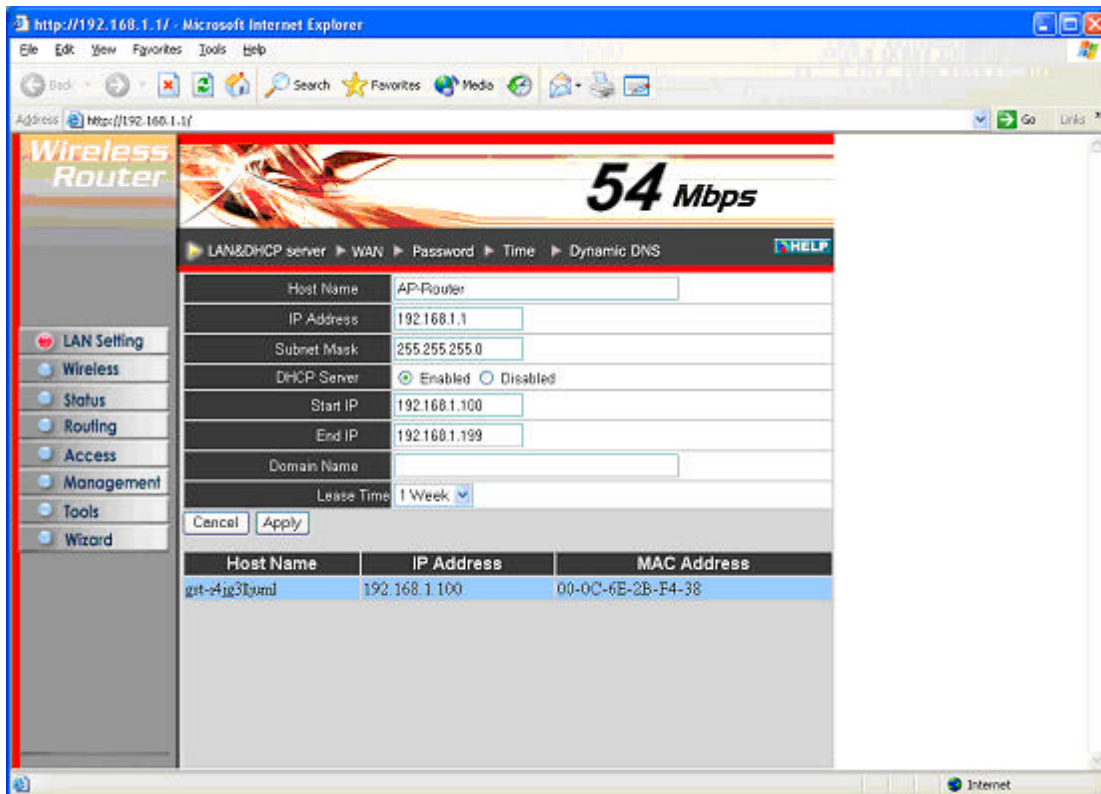 http://192.168.1.1/ - Microsoft Internet Explorer
File Edit View Favorites Tools Help
Back Search Favorites Media
Address http://192.168.1.1/ Go Links
Wireless Router
54 Mbps
LAN&DHCP server WAN Password Time Dynamic DNS HELP
Host Name AP-Router
IP Address 192.168.1.1
Subnet Mask 255.255.255.0
DHCP Server Enabled Disabled
Start IP 192.168.1.100
End IP 192.168.1.199
Domain Name
Lease Time 1 Week
Cancel Apply
LAN Setting
Wireless
Status
Routing
Access
Management
Tools
Wizard
Host Name IP Address MAC Address
192.168.1.100 00-0C-6E-2B-F4-38
Internet